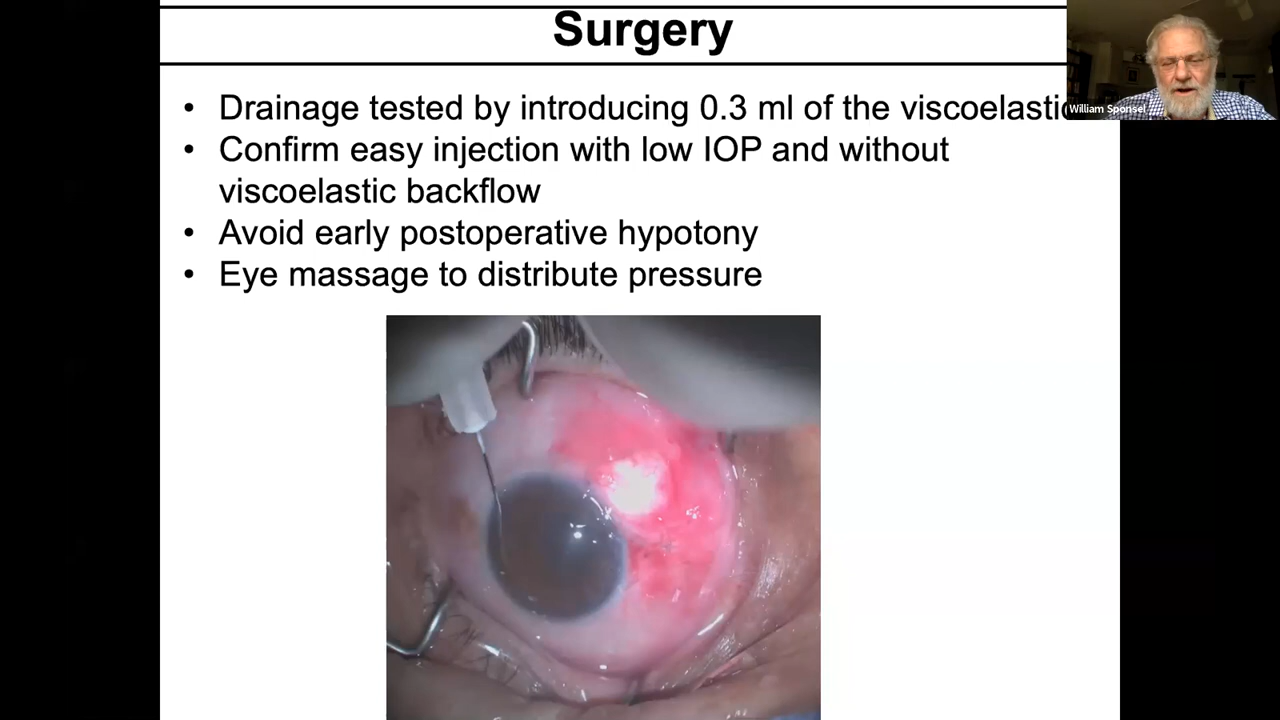 Surgery
• Drainage tested by introducing 0.3 ml of the viscoelastic
• Confirm easy injection with low IOP and without
viscoelastic backflow
• Avoid early postoperative hypotony
• Eye massage to distribute pressure
William Sponsel